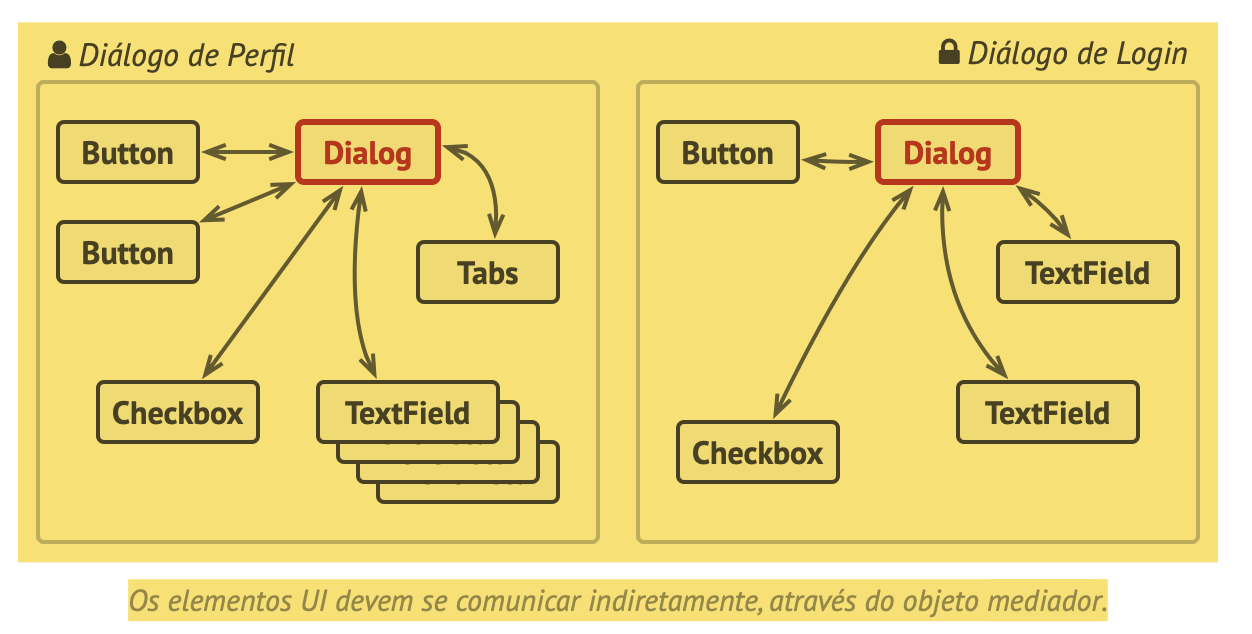 Diálogo de Perfil
Button
Dialog
Button
Tabs
Checkbox
TextField
Diálogo de Login
Button
Dialog
TextField
TextField
Checkbox
Os elementos UI devem se comunicar indiretamente, através do objeto mediador.